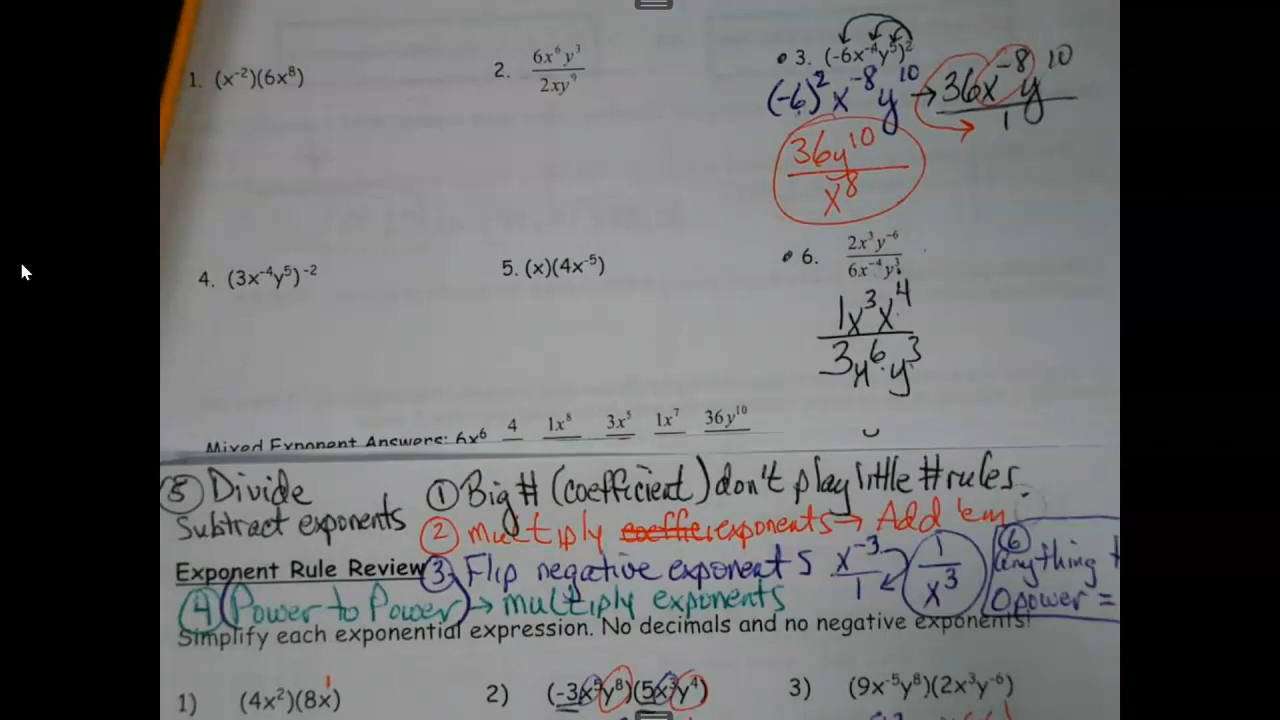 1. (x⁻²)(6x⁸)
2. 6x⁶y³ / 2xy⁹
3. (-6x⁻⁴y⁵)²
(-6)² x⁻⁸ y¹⁰ → 36x⁻⁸y¹⁰ / 1
36y¹⁰ / x⁸
4. (3x⁻⁴y⁵)⁻²
5. (x)(4x⁻⁵)
6. 2x³y⁻⁶ / 6x⁻⁴y³
1x³x⁴ / 3y⁶·y³
Mixed Exponent Answers: 6x⁶ 4 1x⁸ 3x⁵ 1x⁷ 36y¹⁰
⑤ Divide
Subtract exponents
① Big # (coefficient) don't play little # rules.
② multiply coeffic exponents → Add 'em
Exponent Rule Review
③ Flip negative exponents x⁻³ / 1 1 / x³
④ (Power to Power) → multiply exponents
⑥ Anything
0 power =
Simplify each exponential expression. No decimals and no negative exponents!
1) (4x²)(8x¹)
2) (-3x⁵y⁸)(5x³y⁴)
3) (9x⁻⁵y⁸)(2x³y⁻⁶)